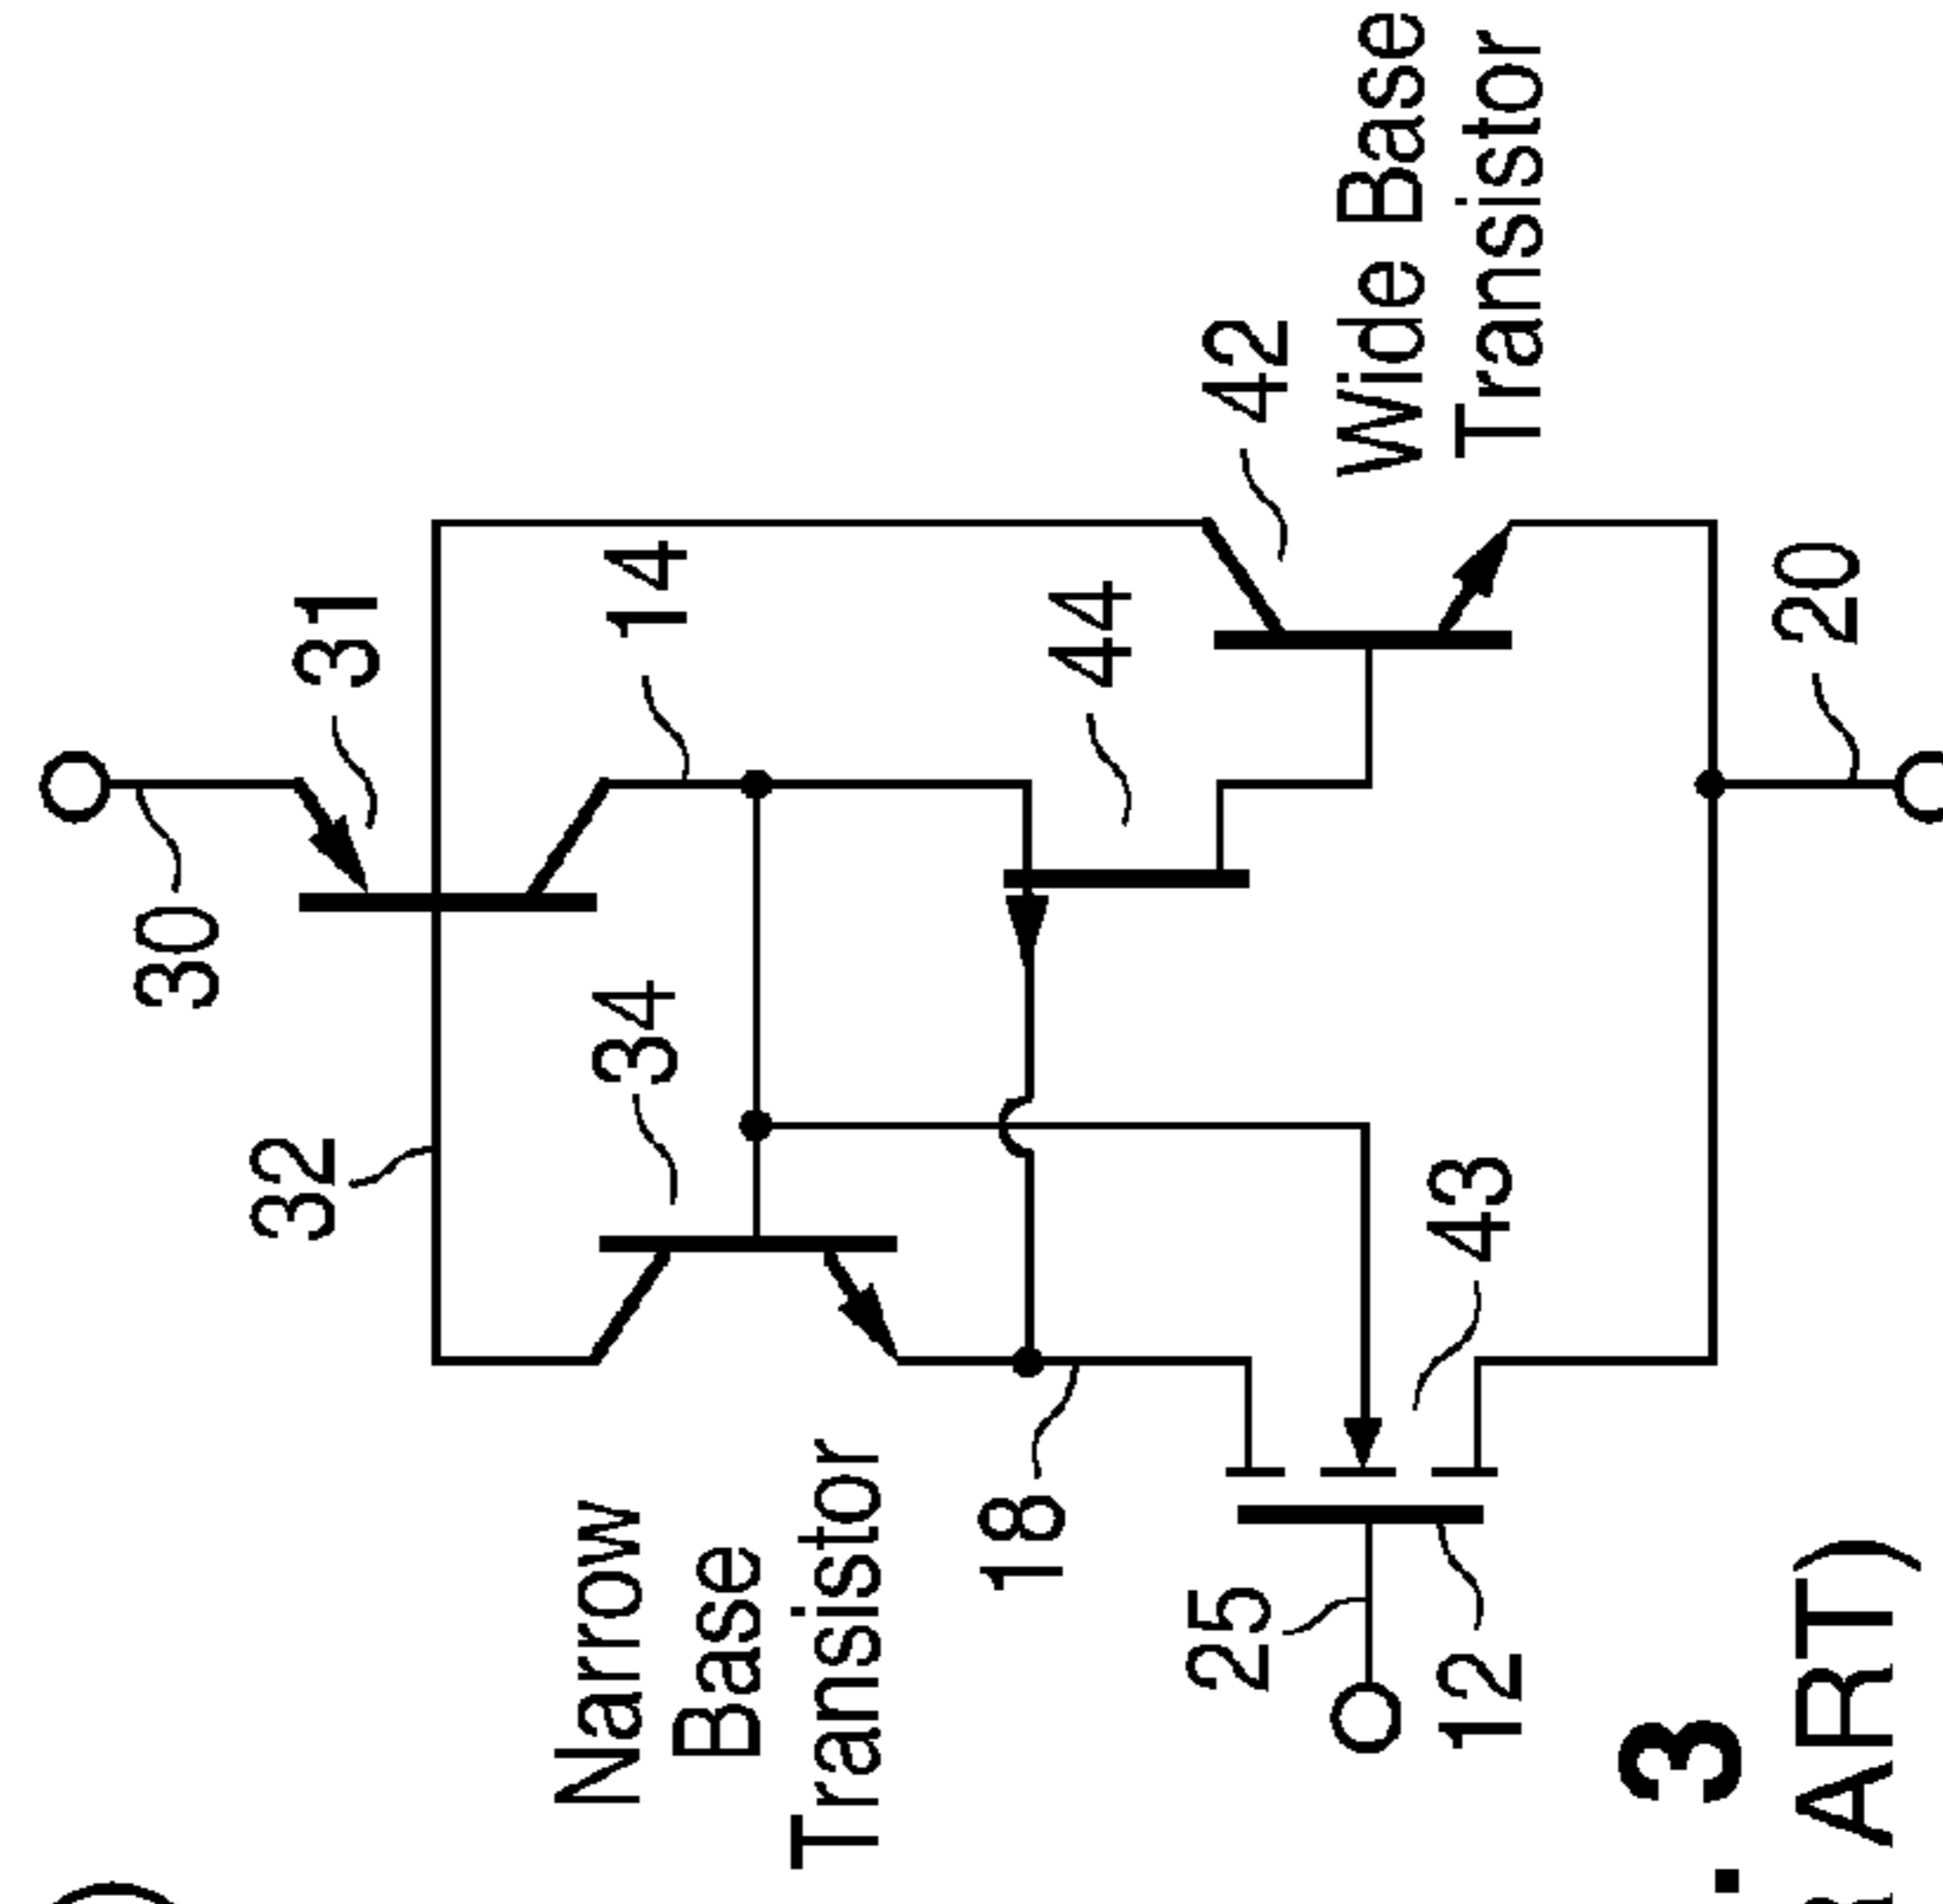 30
31
32
34
14
44
42
Wide Base
Transistor
Narrow
Base
Transistor
18
25
12
43
20
. 3
ART)
)